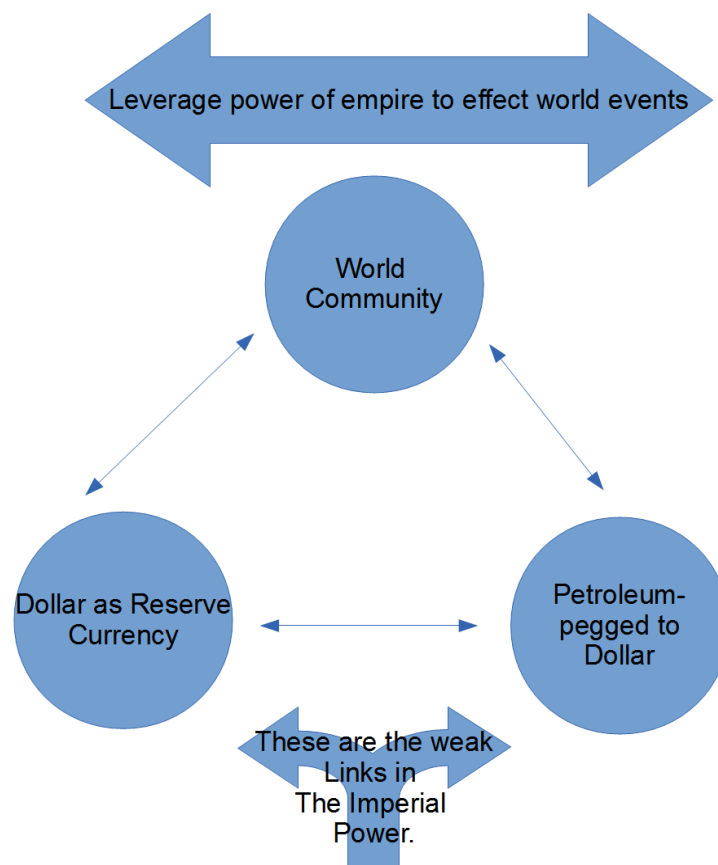 Leverage power of empire to effect world events
World
Community
Dollar as Reserve
Currency
Petroleum-
pegged to
Dollar
These are the weak
Links in
The Imperial
Power.